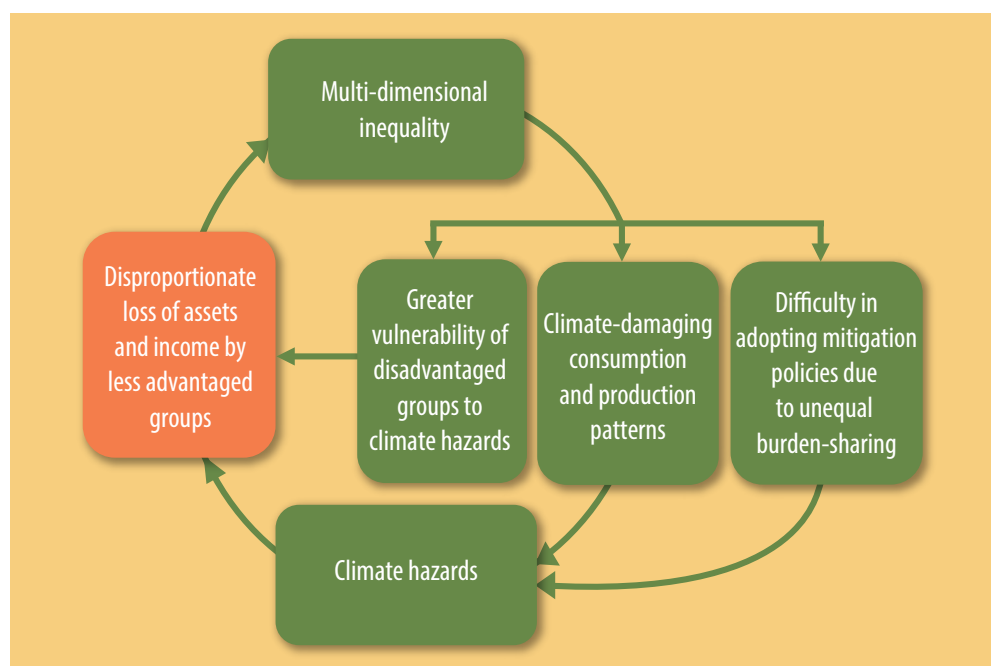 Multi-dimensional
inequality
Disproportionate
loss of assets
and income by
less advantaged
groups
Greater
vulnerability of
disadvantaged
groups to
climate hazards
Climate-damaging
consumption
and production
patterns
Difficulty in
adopting mitigation
policies due
to unequal
burden-sharing
Climate hazards